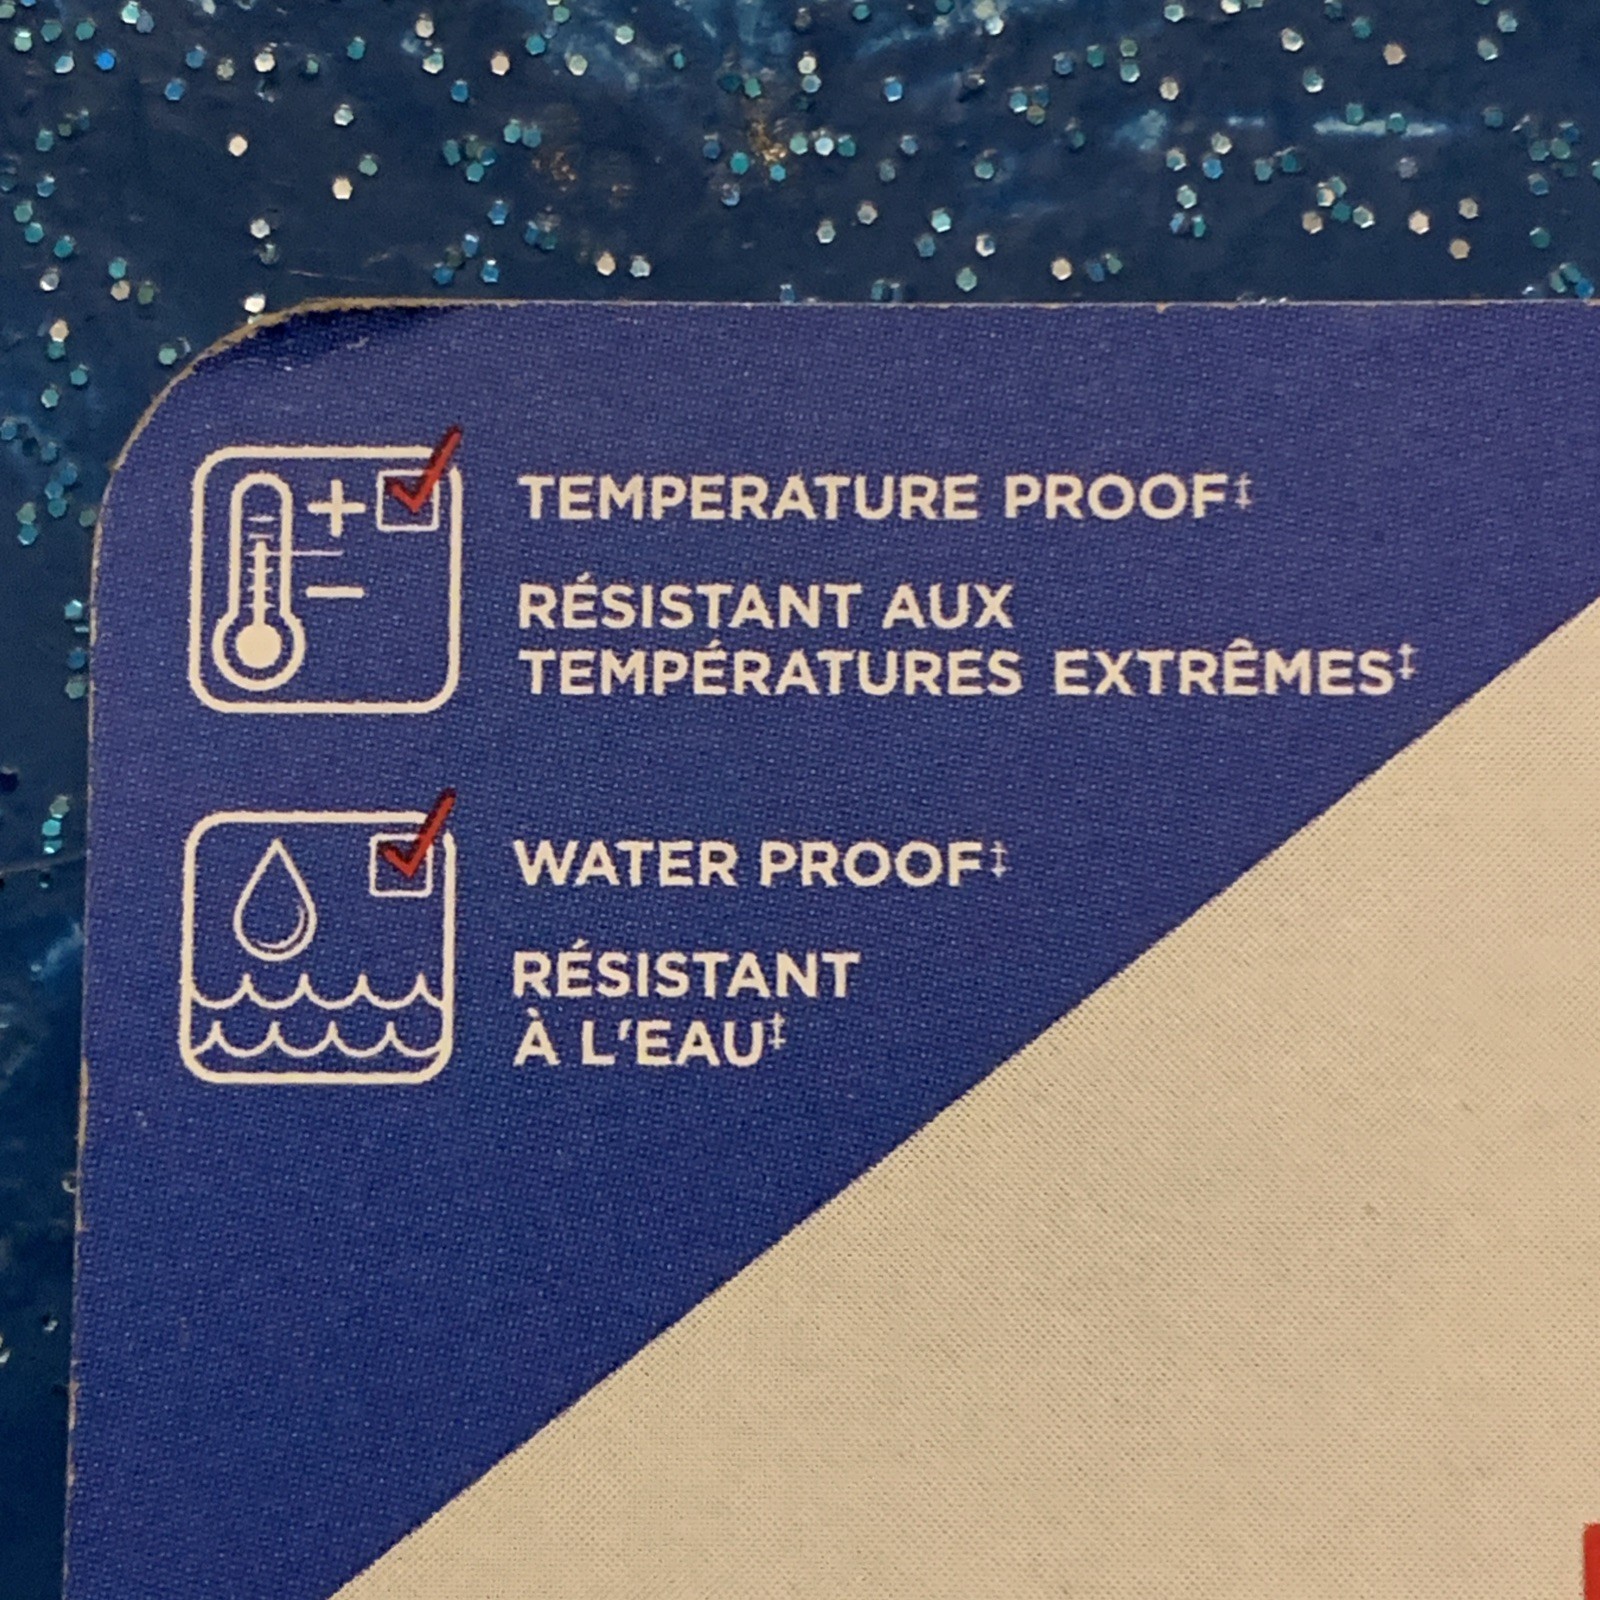 TEMPERATURE PROOF‡
RÉSISTANT AUX
TEMPÉRATURES EXTRÊMES‡
WATER PROOF‡
RÉSISTANT
À L'EAU‡